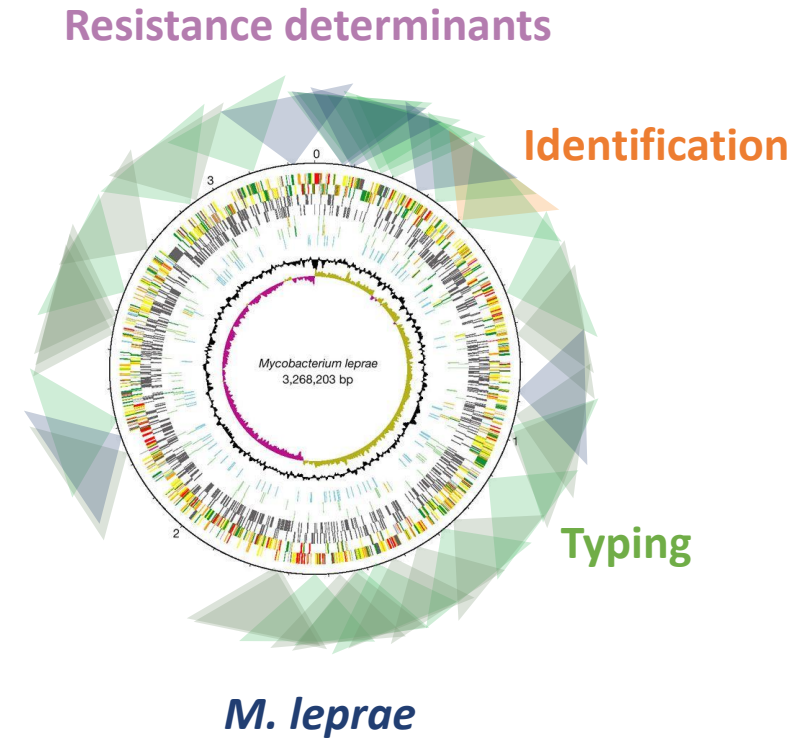 Resistance determinants
Identification
0
3
Mycobacterium leprae
3,268,203 bp
1
2
Typing
M. leprae